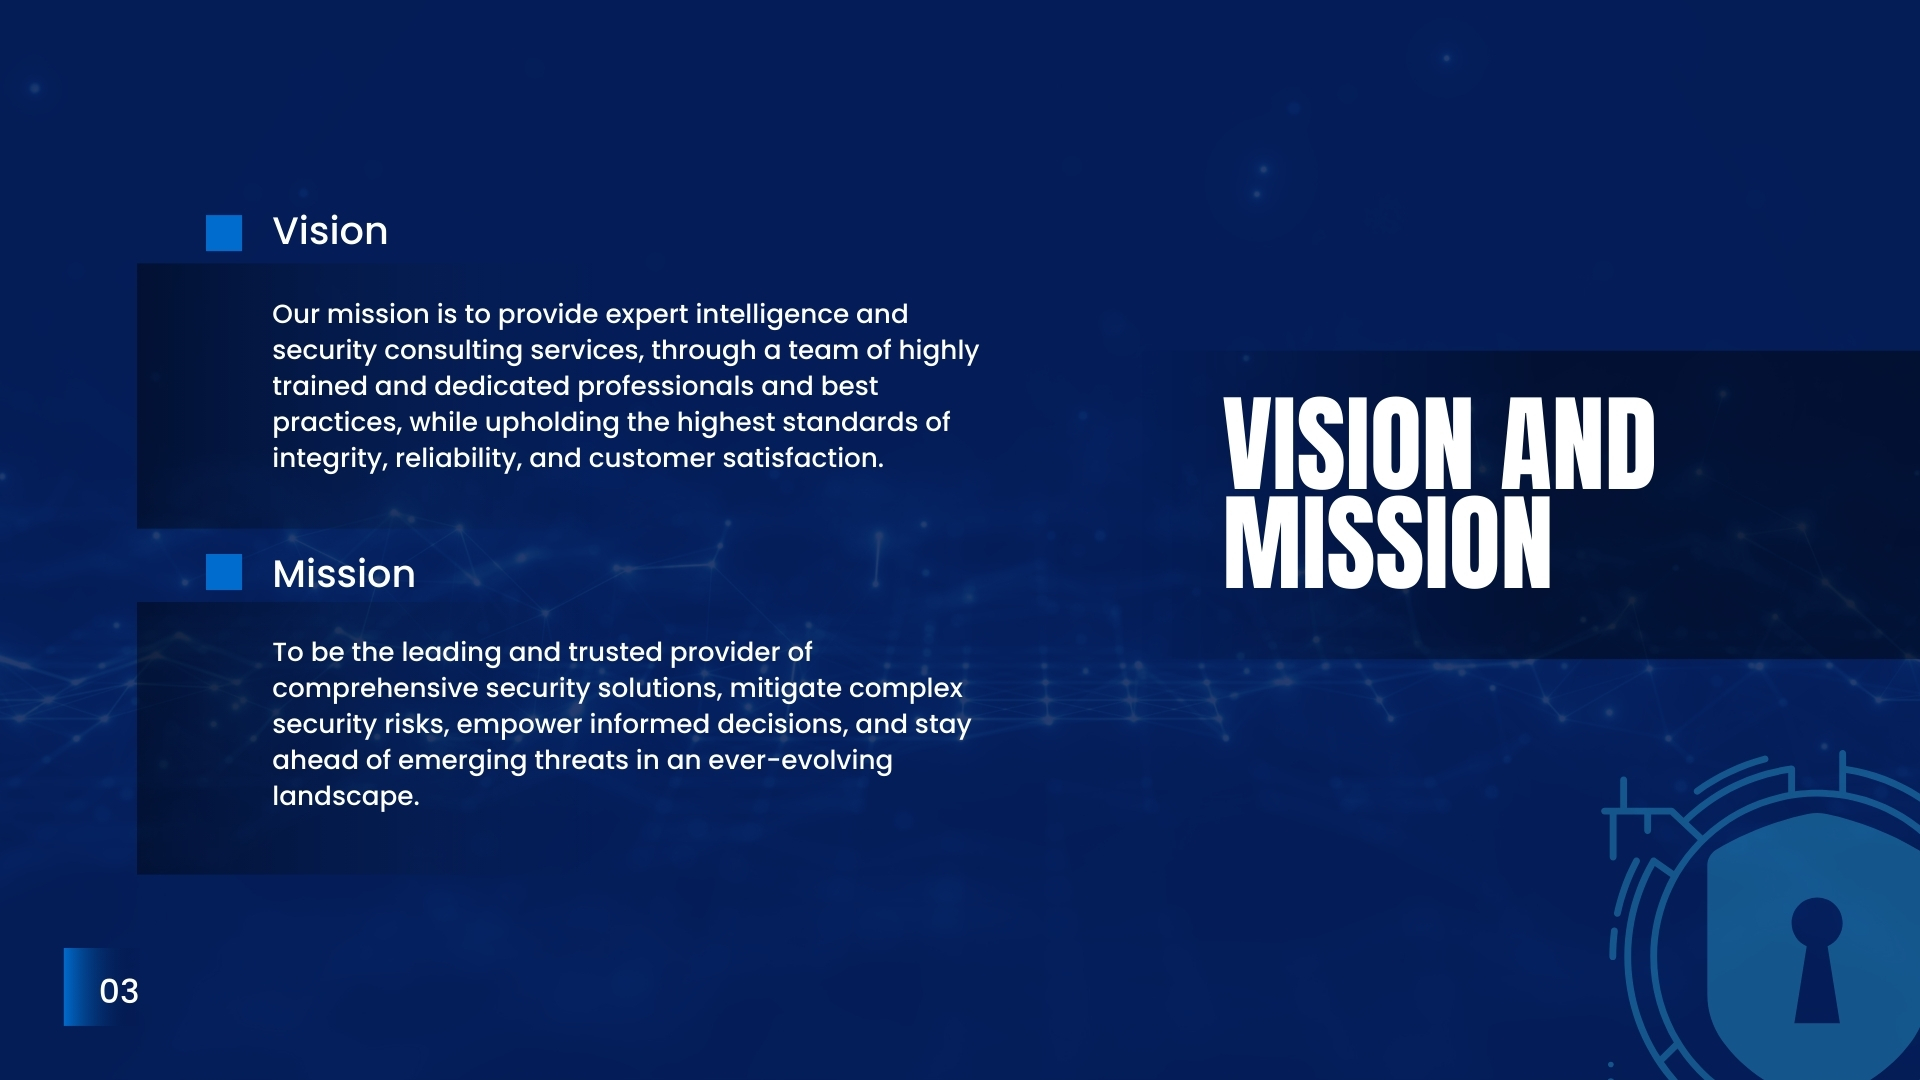 Vision
Our mission is to provide expert intelligence and
security consulting services, through a team of highly
trained and dedicated professionals and best
practices, while upholding the highest standards of
integrity, reliability, and customer satisfaction.
Mission
To be the leading and trusted provider of
comprehensive security solutions, mitigate complex
security risks, empower informed decisions, and stay
ahead of emerging threats in an ever-evolving
landscape.
VISION AND
MISSION
03